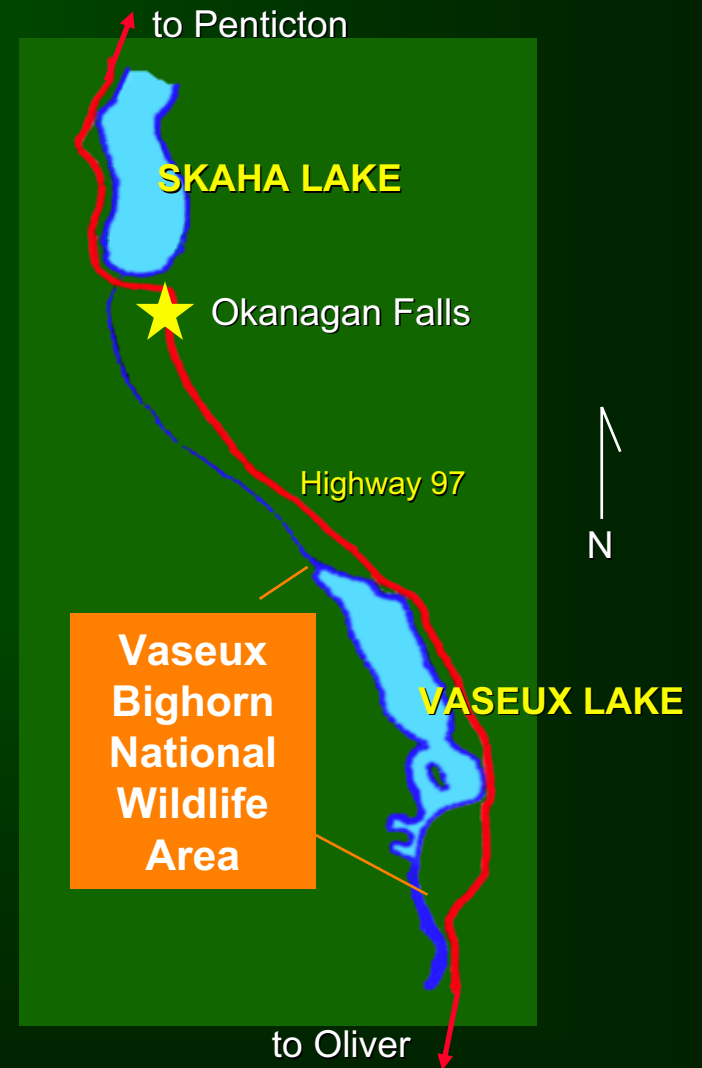 to Penticton
SKAHA LAKE
Okanagan Falls
Highway 97
N
Vaseux
Bighorn
National
Wildlife
Area
VASEUX LAKE
to Oliver